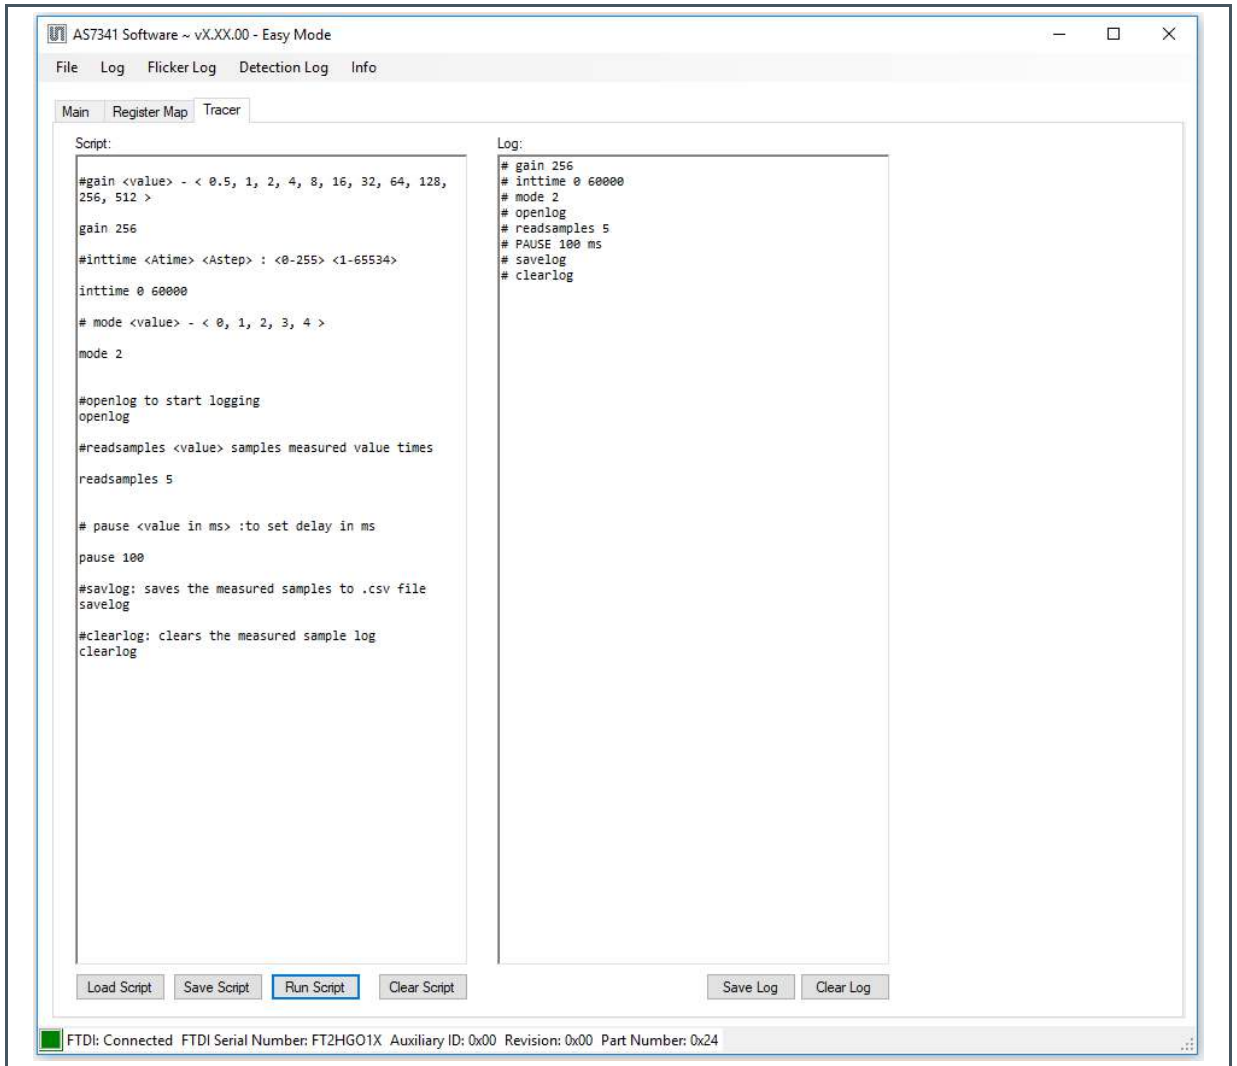 AS7341 Software ~ vX.XX.00 - Easy Mode
File Log Flicker Log Detection Log Info
Main Register Map Tracer
Script:
#gain <value> - < 0.5, 1, 2, 4, 8, 16, 32, 64, 128,
256, 512 >
gain 256
#inttime <Atime> <Astep> : <0-255> <1-65534>
inttime 0 60000
# mode <value> - < 0, 1, 2, 3, 4 >
mode 2
#openlog to start logging
openlog
#readsamples <value> samples measured value times
readsamples 5
# pause <value in ms> :to set delay in ms
pause 100
#savlog: saves the measured samples to .csv file
savelog
#clearlog: clears the measured sample log
clearlog
Log:
# gain 256
# inttime 0 60000
# mode 2
# openlog
# readsamples 5
# PAUSE 100 ms
# savelog
# clearlog
Load Script Save Script Run Script Clear Script Save Log Clear Log
FTDI: Connected FTDI Serial Number: FT2HGO1X Auxiliary ID: 0x00 Revision: 0x00 Part Number: 0x24